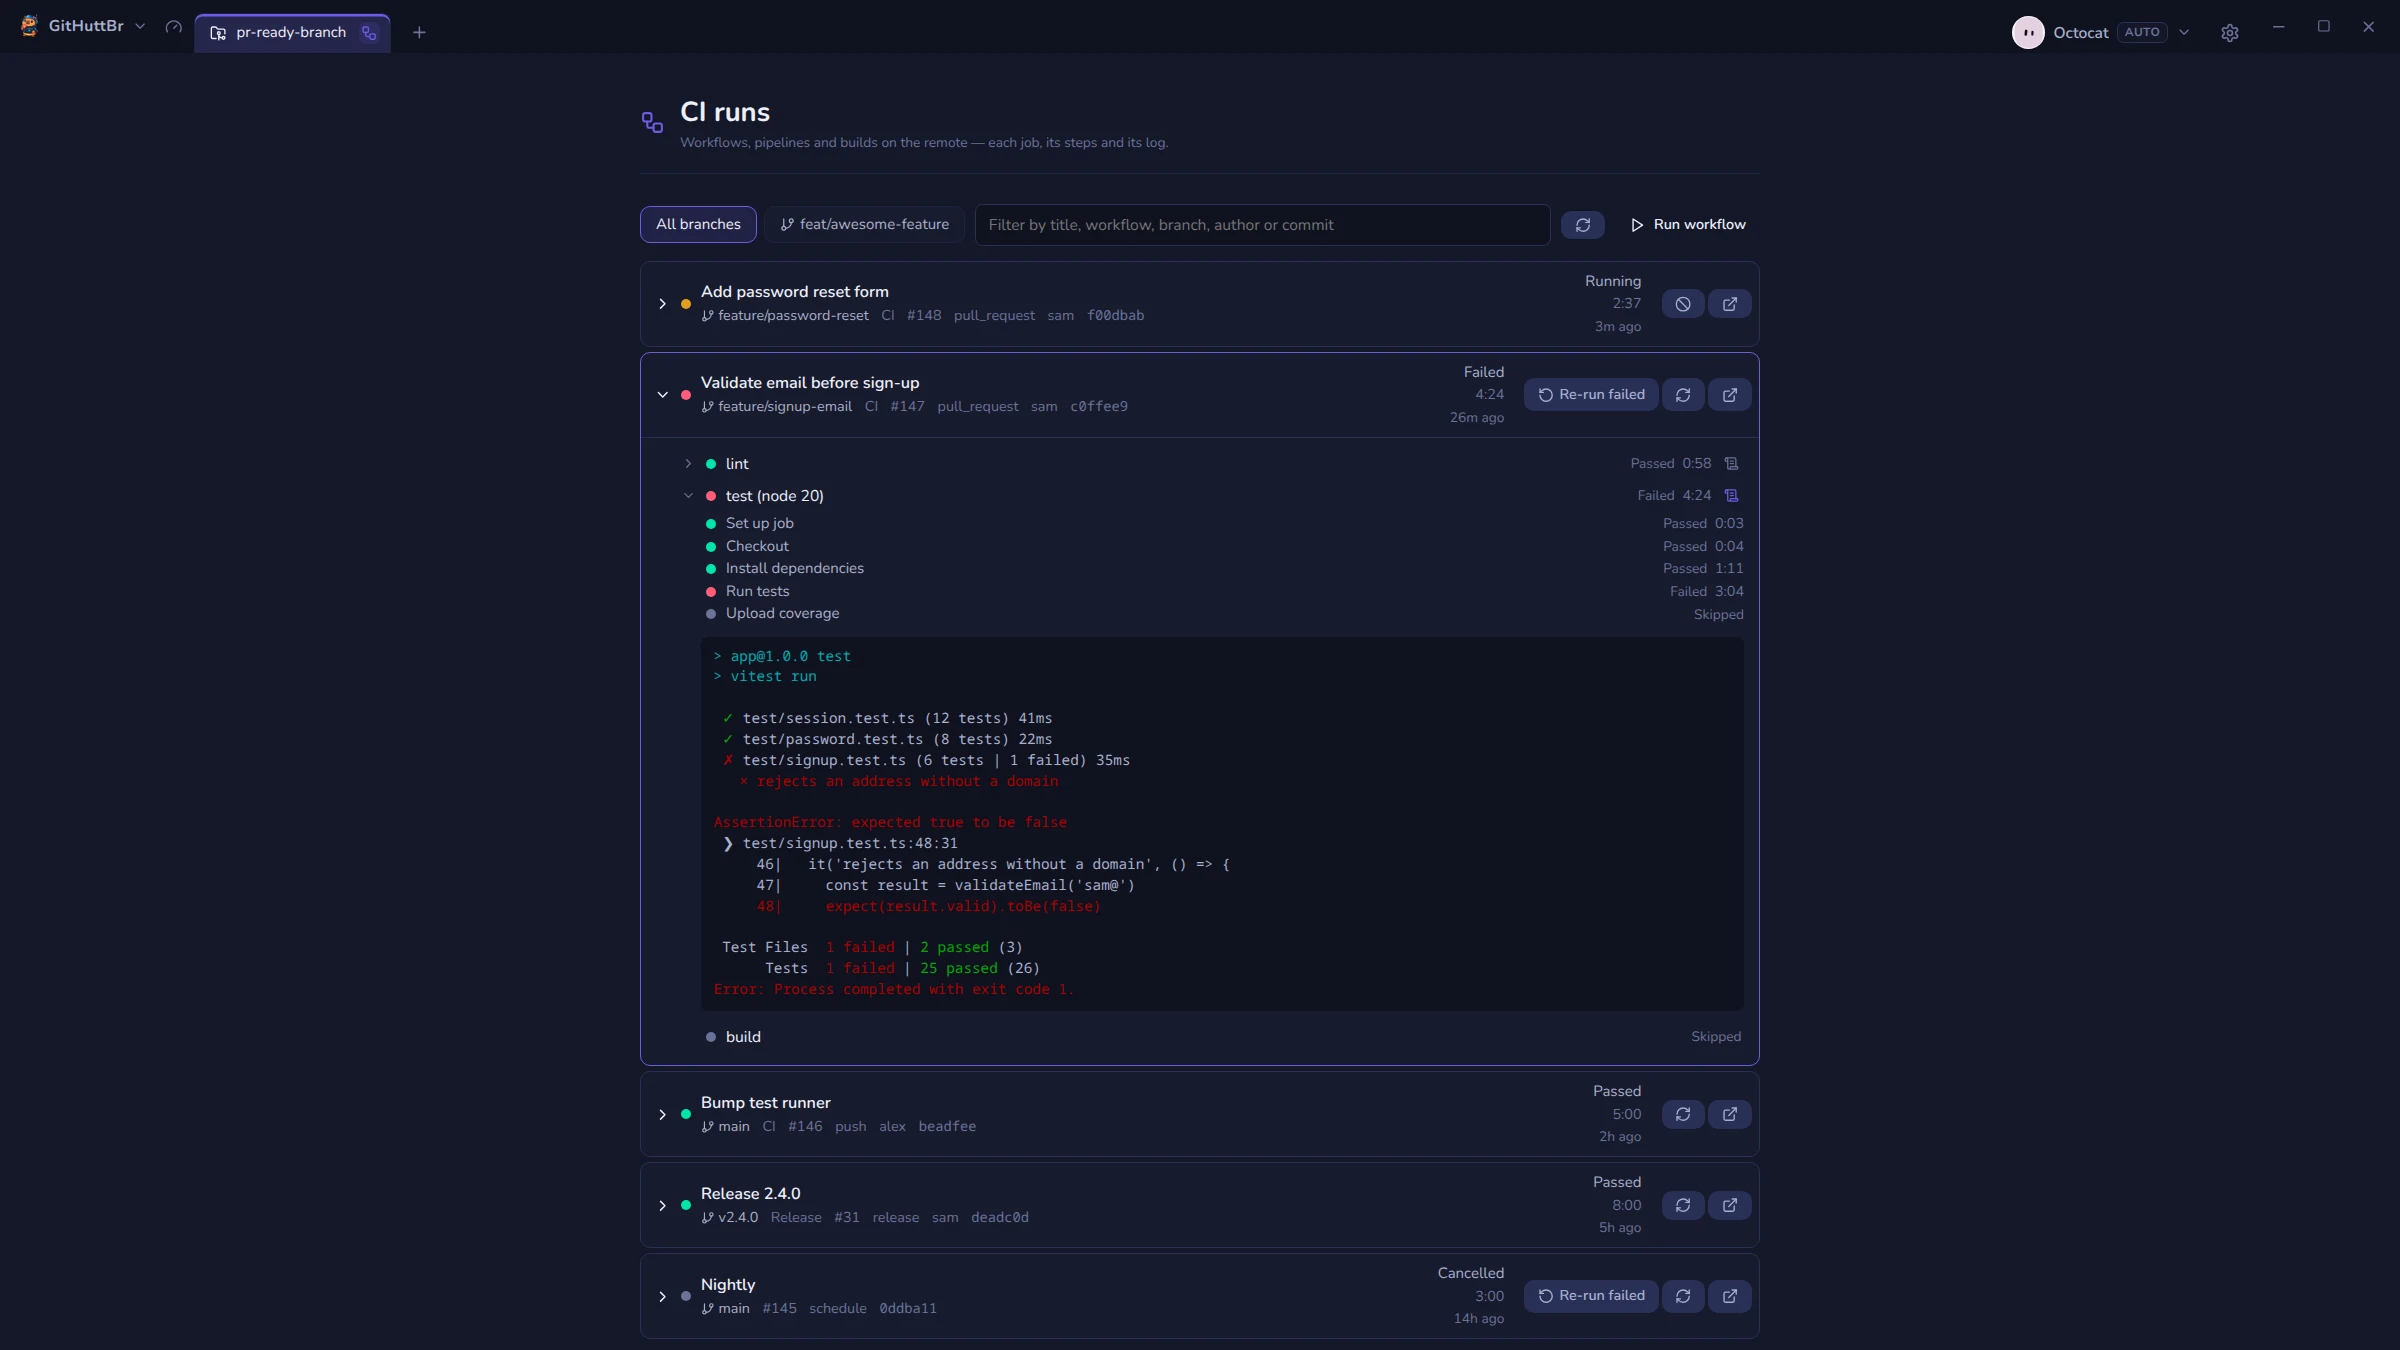 GitHuttBr
pr-ready-branch
Octocat AUTO
CI runs
Workflows, pipelines and builds on the remote — each job, its steps and its log.
All branches
feat/awesome-feature
Filter by title, workflow, branch, author or commit
Run workflow
Add password reset form
feature/password-reset CI #148 pull_request sam f00dbab
Running
2:37
3m ago
Validate email before sign-up
feature/signup-email CI #147 pull_request sam c0ffee9
Failed
4:24
26m ago
Re-run failed
lint Passed 0:58
test (node 20) Failed 4:24
Set up job Passed 0:03
Checkout Passed 0:04
Install dependencies Passed 1:11
Run tests Failed 3:04
Upload coverage Skipped
> app@1.0.0 test
> vitest run
✓ test/session.test.ts (12 tests) 41ms
✓ test/password.test.ts (8 tests) 22ms
✗ test/signup.test.ts (6 tests | 1 failed) 35ms
× rejects an address without a domain
AssertionError: expected true to be false
❯ test/signup.test.ts:48:31
46| it('rejects an address without a domain', () => {
47| const result = validateEmail('sam@')
48| expect(result.valid).toBe(false)
Test Files 1 failed | 2 passed (3)
Tests 1 failed | 25 passed (26)
Error: Process completed with exit code 1.
build Skipped
Bump test runner
main CI #146 push alex beadfee
Passed
5:00
2h ago
Release 2.4.0
v2.4.0 Release #31 release sam deadc0d
Passed
8:00
5h ago
Nightly
main #145 schedule 0ddba11
Cancelled
3:00
14h ago
Re-run failed